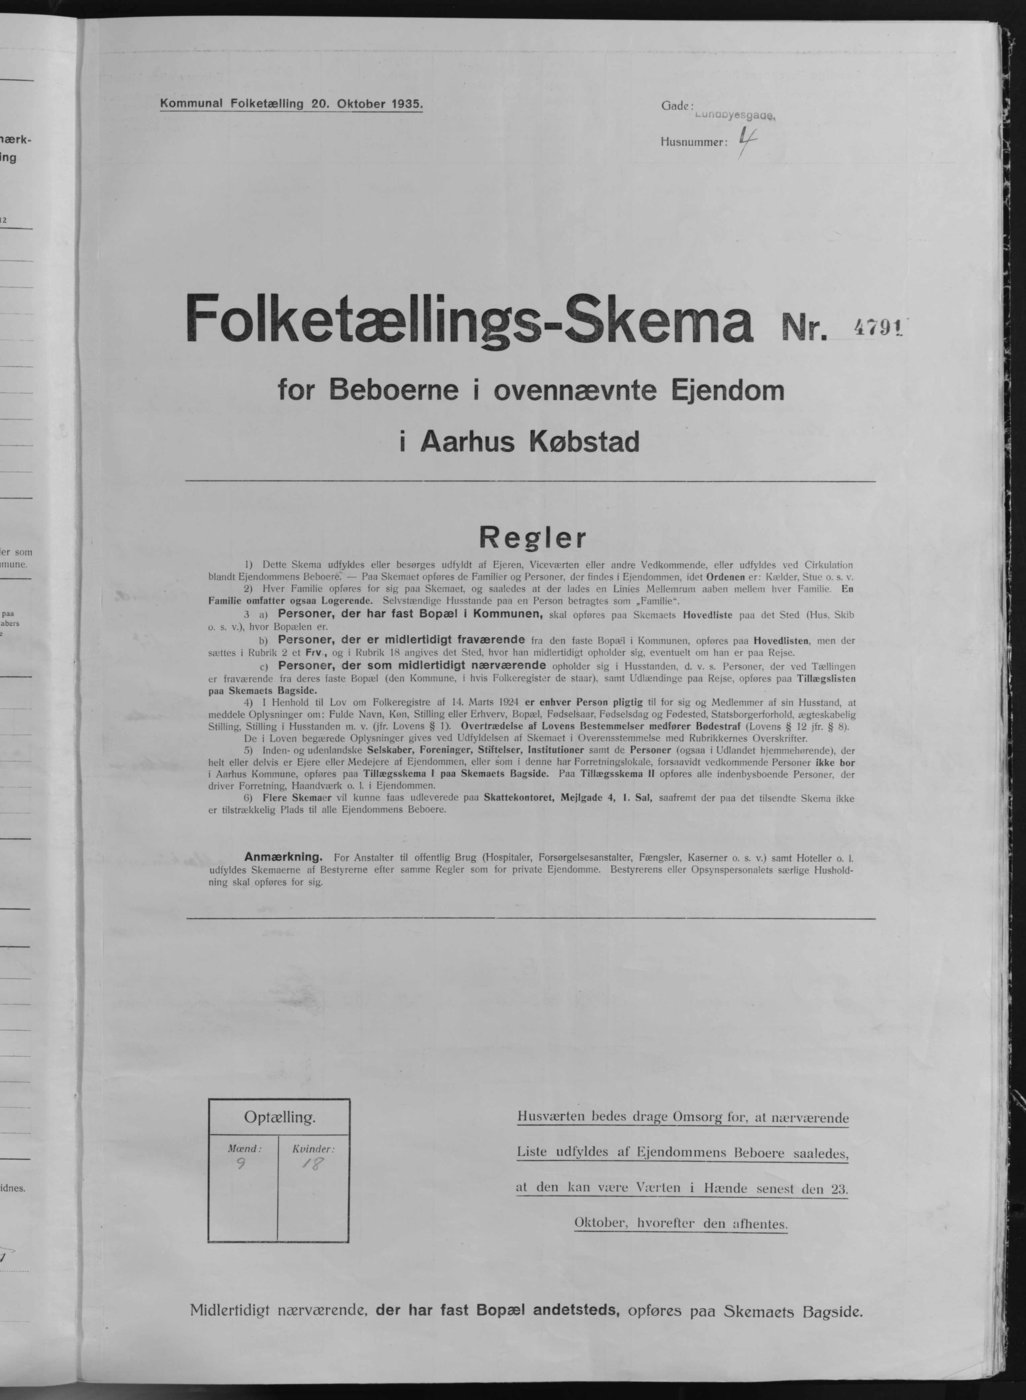 Kommunal Folketælling 20. Oktober 1935.
Gade: Lundbyesgade,
Husnummer: 4
Folketællings-Skema Nr. 4791
for Beboerne i ovennævnte Ejendom
i Aarhus Købstad
Regler
1) Dette Skema udfyldes eller besørges udfyldt af Ejeren, Viceværten eller andre Vedkommende, eller udfyldes ved Cirkulation
blandt Ejendommens Beboere. — Paa Skemaet opføres de Familier og Personer, der findes i Ejendommen, idet Ordenen er: Kælder, Stue o. s. v.
2) Hver Familie opføres for sig paa Skemaet, og saaledes at der lades en Linies Mellemrum aaben mellem hver Familie. En
Familie omfatter ogsaa Logerende. Selvstændige Husstande paa en Person betragtes som „Familie“.
3 a) Personer, der har fast Bopæl i Kommunen, skal opføres paa Skemaets Hovedliste paa det Sted (Hus, Skib
o. s. v.), hvor Bopælen er.
b) Personer, der er midlertidigt fraværende fra den faste Bopæl i Kommunen, opføres paa Hovedlisten, men der
sættes i Rubrik 2 et Frv., og i Rubrik 18 angives det Sted, hvor han midlertidigt opholder sig, eventuelt om han er paa Rejse.
c) Personer, der som midlertidigt nærværende opholder sig i Husstanden, d. v. s. Personer, der ved Tællingen
er fraværende fra deres faste Bopæl (den Kommune, i hvis Folkeregister de staar), samt Udlændinge paa Rejse, opføres paa Tillægslisten
paa Skemaets Bagside.
4) I Henhold til Lov om Folkeregistre af 14. Marts 1924 er enhver Person pligtig til for sig og Medlemmer af sin Husstand, at
meddele Oplysninger om: Fulde Navn, Køn, Stilling eller Erhverv, Bopæl, Fødselsaar, Fødselsdag og Fødested, Statsborgerforhold, ægteskabelig
Stilling, Stilling i Husstanden m. v. (jfr. Lovens § 1). Overtrædelse af Lovens Bestemmelser medfører Bødestraf (Lovens § 12 jfr. § 8).
De i Loven begærede Oplysninger gives ved Udfyldelsen af Skemaet i Overensstemmelse med Rubrikkernes Overskrifter.
5) Inden- og udenlandske Selskaber, Foreninger, Stiftelser, Institutioner samt de Personer (ogsaa i Udlandet hjemmehørende), der
helt eller delvis er Ejere eller Medejere af Ejendommen, eller som i denne har Forretningslokale, forsaavidt vedkommende Personer ikke bor
i Aarhus Kommune, opføres paa Tillægsskema I paa Skemaets Bagside. Paa Tillægsskema II opføres alle indenbysboende Personer, der
driver Forretning, Haandværk o. l. i Ejendommen.
6) Flere Skemaer vil kunne faas udleverede paa Skattekontoret, Mejlgade 4, 1. Sal, saafremt der paa det tilsendte Skema ikke
er tilstrækkelig Plads til alle Ejendommens Beboere.
Anmærkning. For Anstalter til offentlig Brug (Hospitaler, Forsørgelsesanstalter, Fængsler, Kaserner o. s. v.) samt Hoteller o. l.
udfyldes Skemaerne af Bestyrerne efter samme Regler som for private Ejendomme. Bestyrerens eller Opsynspersonalets særlige Hushold-
ning skal opføres for sig.
Optælling.
Mænd: Kvinder:
9 18
Husværten bedes drage Omsorg for, at nærværende
Liste udfyldes af Ejendommens Beboere saaledes,
at den kan være Værten i Hænde senest den 23.
Oktober, hvorefter den afhentes.
Midlertidigt nærværende, der har fast Bopæl andetsteds, opføres paa Skemaets Bagside.